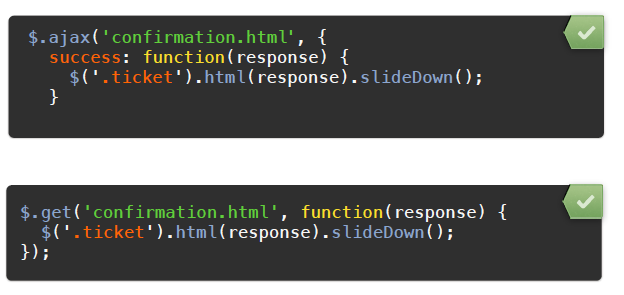 $.ajax('confirmation.html', {
success: function(response) {
$('.ticket').html(response).slideDown();
}
$.get('confirmation.html', function(response) {
$('.ticket').html(response).slideDown();
});